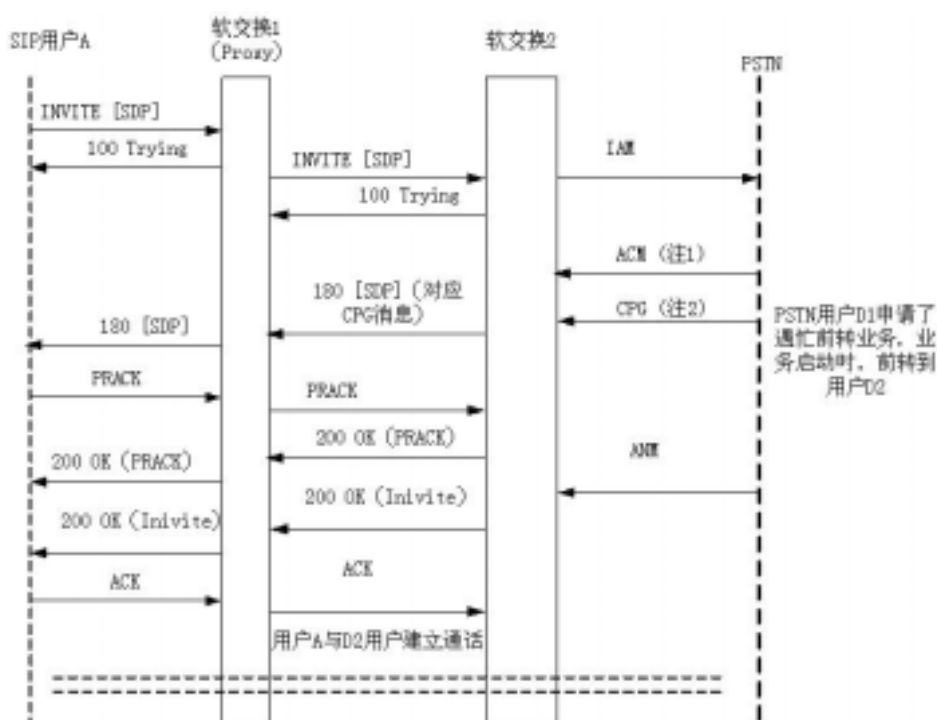 SIP用户A
软交换1
(Proxy)
软交换2
PSTN
INVITE [SDP]
100 Trying
INVITE [SDP]
IAM
100 Trying
ACM (注1)
180 [SDP] (对应
CPG消息)
CPG (注2)
180 [SDP]
PSTN用户D1申请了
遇忙前转业务，业
务启动时，前转到
用户D2
PRACK
PRACK
200 OK (PRACK)
ANM
200 OK (PRACK)
200 OK (Inivite)
200 OK (Inivite)
ACK
ACK
用户A与D2用户建立通话